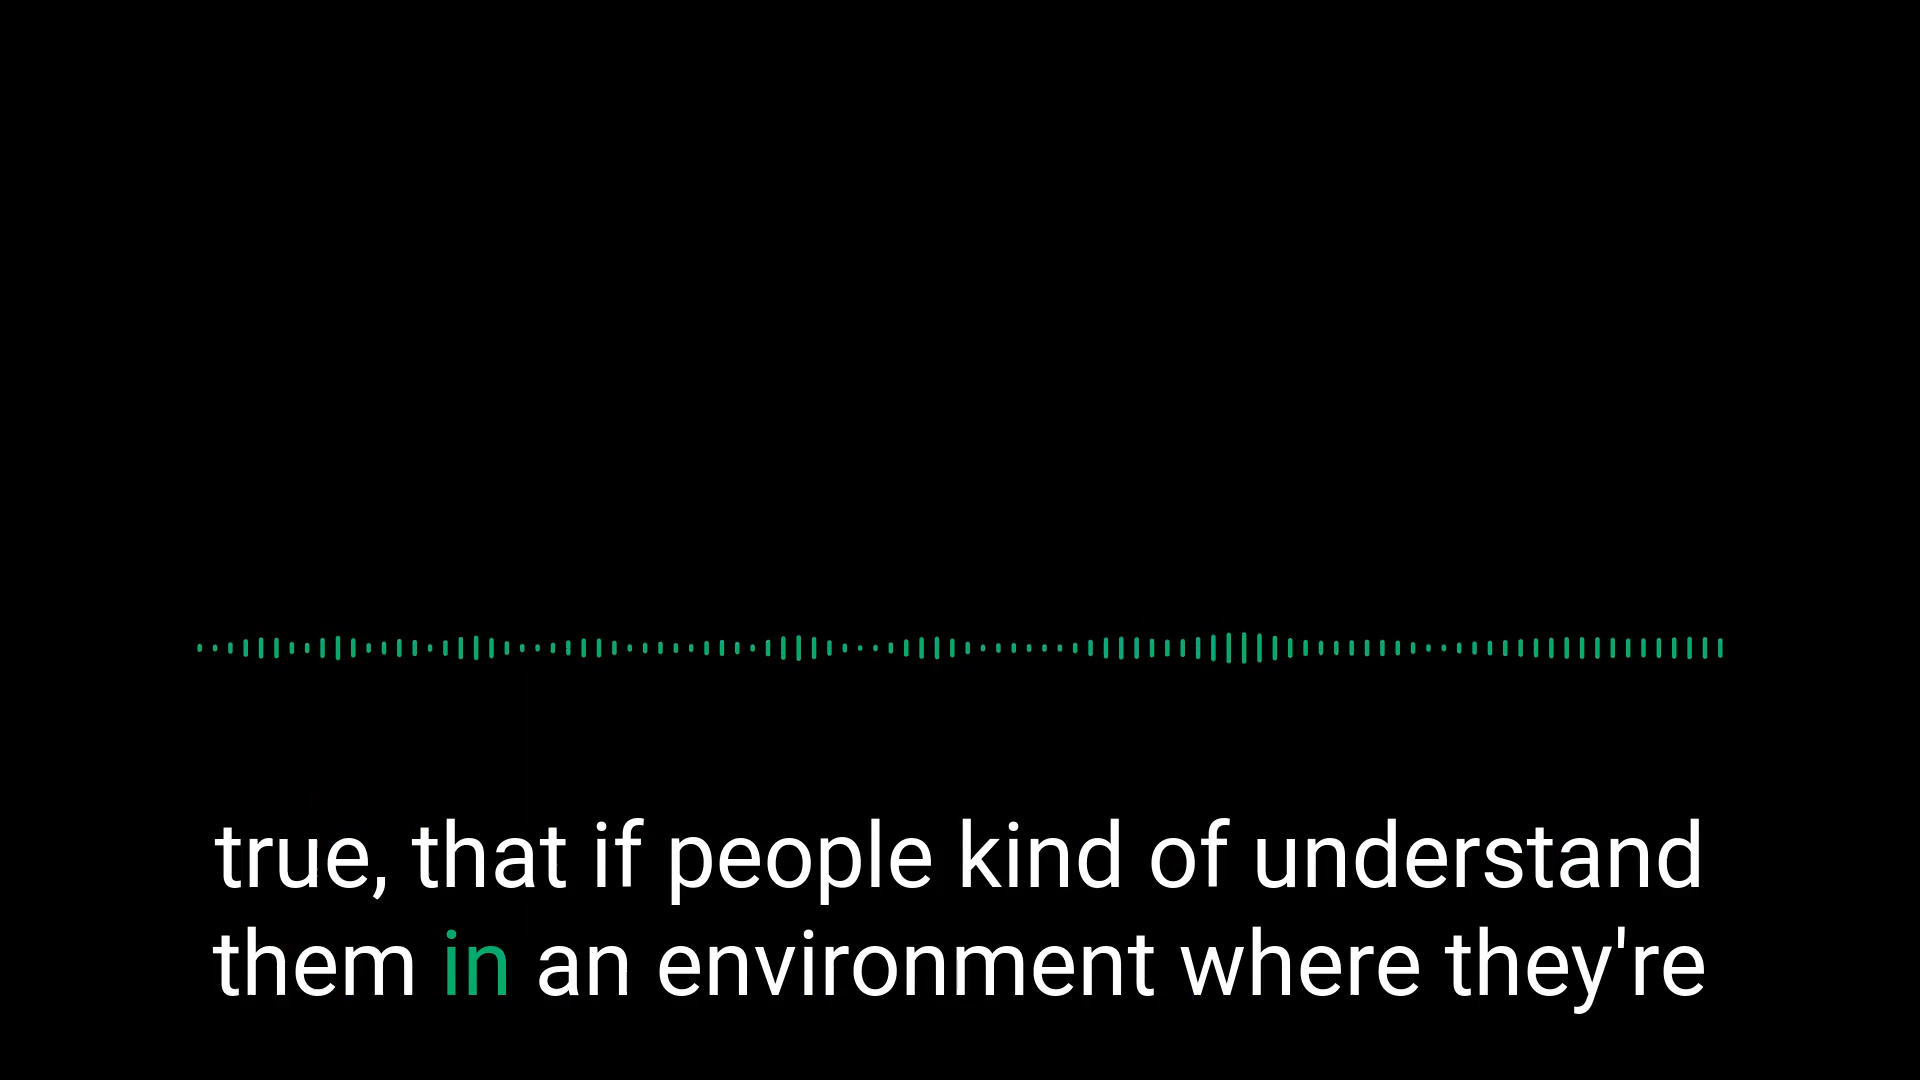 true, that if people kind of understand
them in an environment where they're